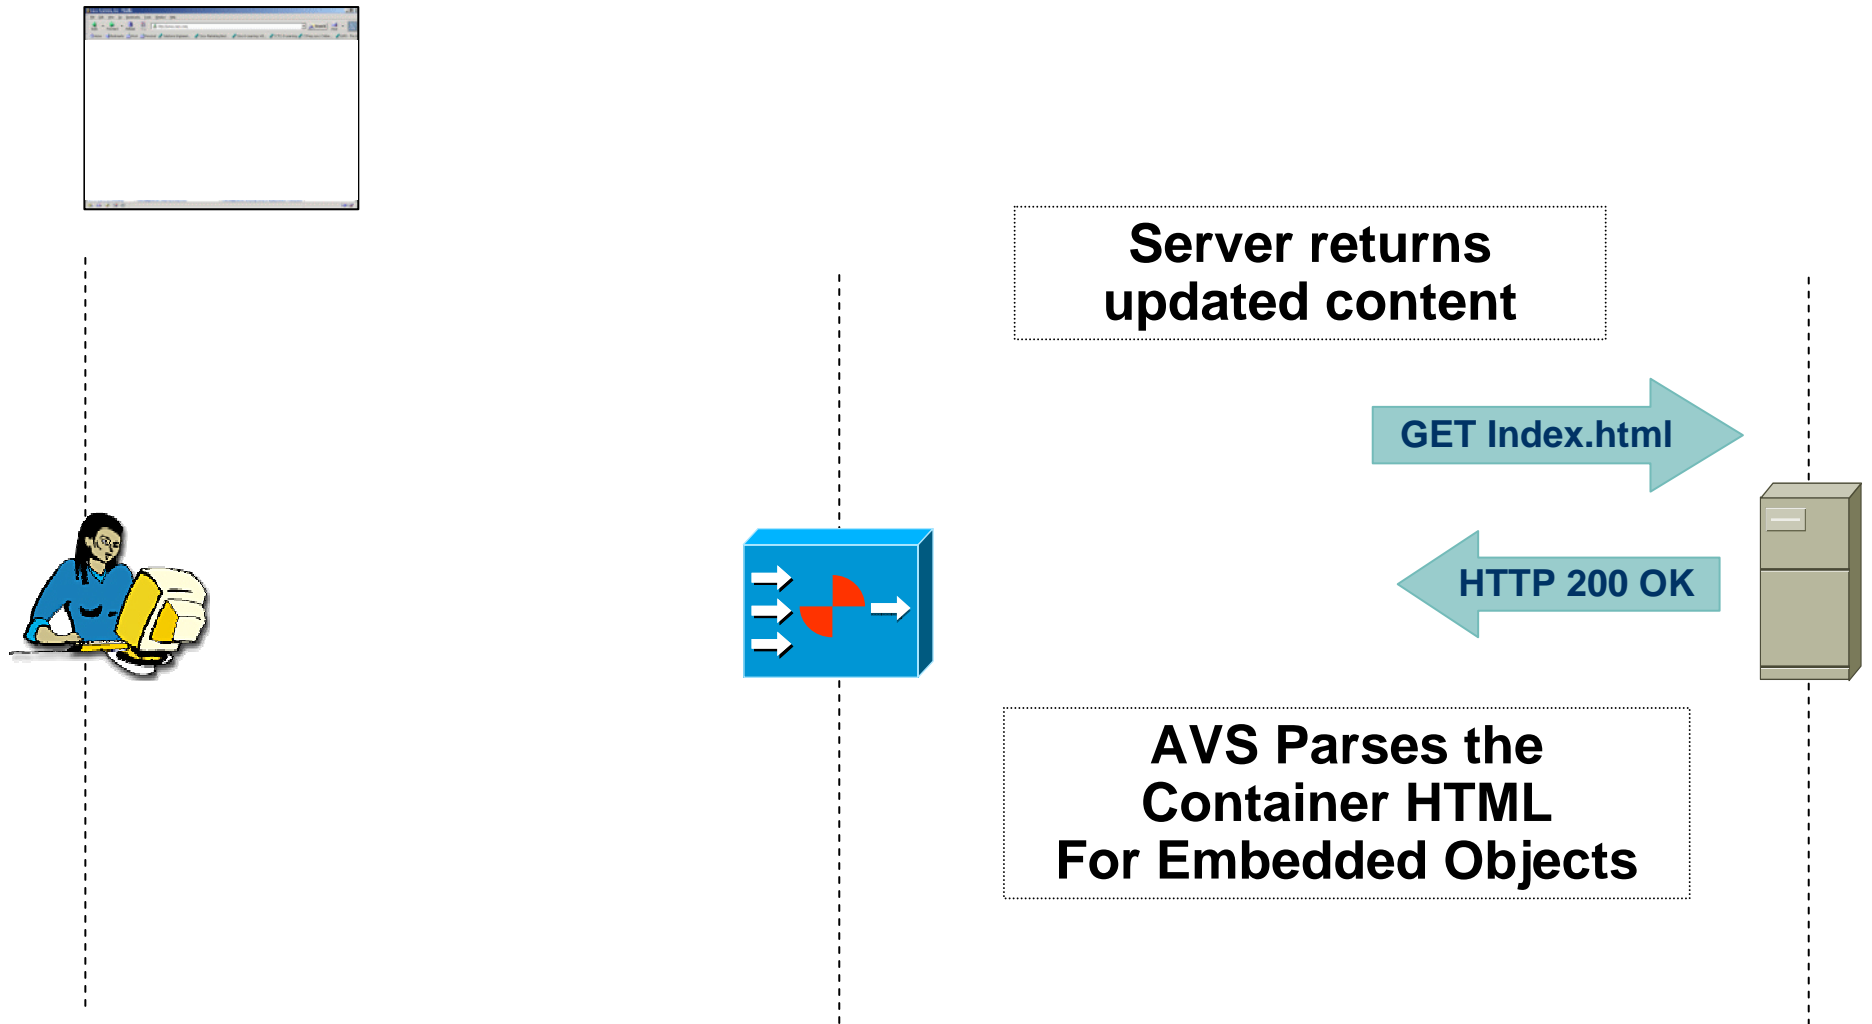 Server returns
updated content
GET Index.html
HTTP 200 OK
AVS Parses the
Container HTML
For Embedded Objects